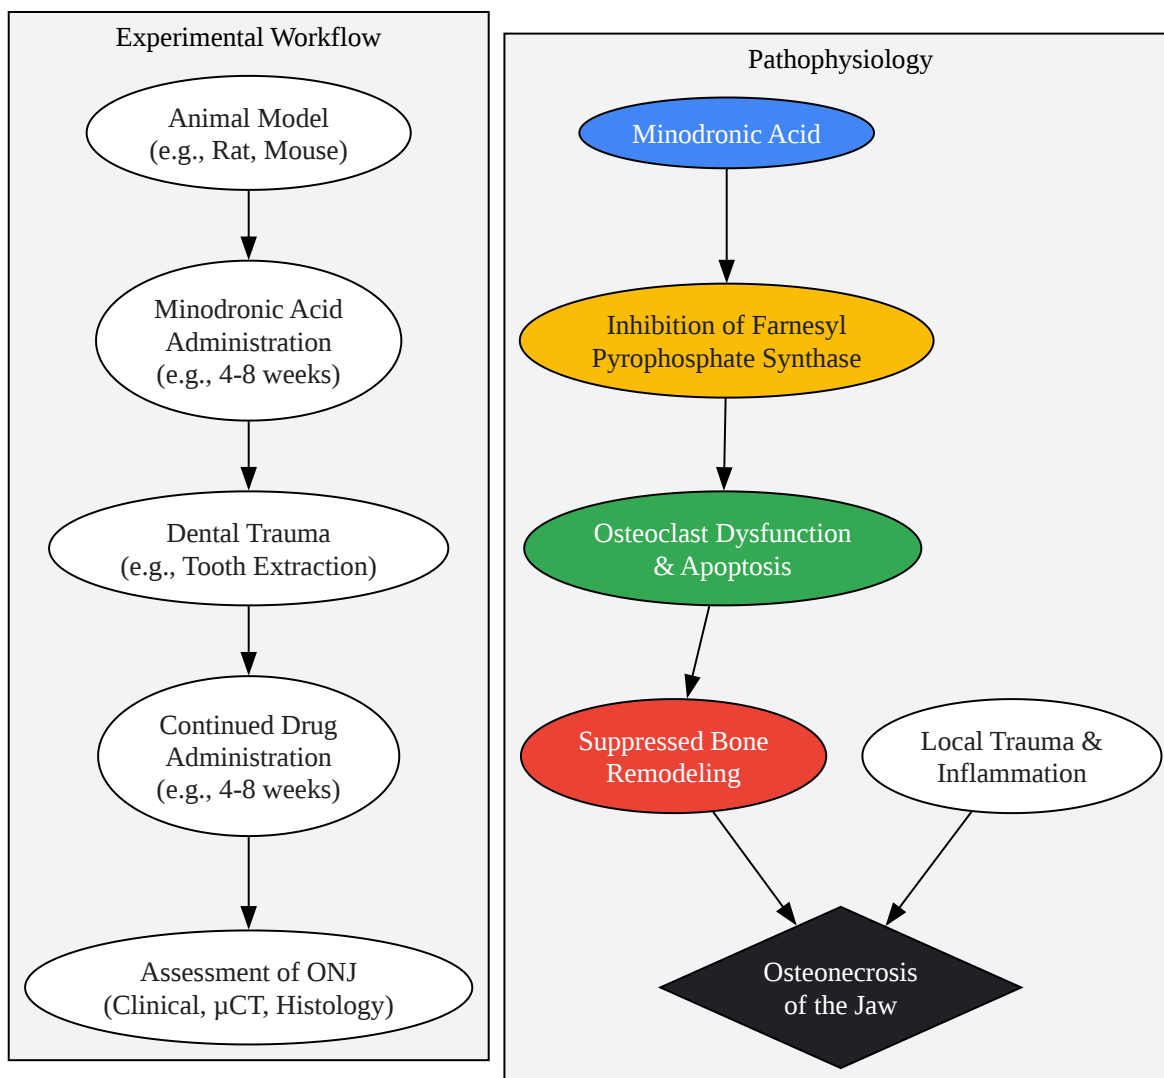 Experimental Workflow
Animal Model
(e.g., Rat, Mouse)
Minodronic Acid
Administration
(e.g., 4-8 weeks)
Dental Trauma
(e.g., Tooth Extraction)
Continued Drug
Administration
(e.g., 4-8 weeks)
Assessment of ONJ
(Clinical, µCT, Histology)
Pathophysiology
Minodronic Acid
Inhibition of Farnesyl
Pyrophosphate Synthase
Osteoclast Dysfunction
& Apoptosis
Suppressed Bone
Remodeling
Local Trauma &
Inflammation
Osteonecrosis
of the Jaw